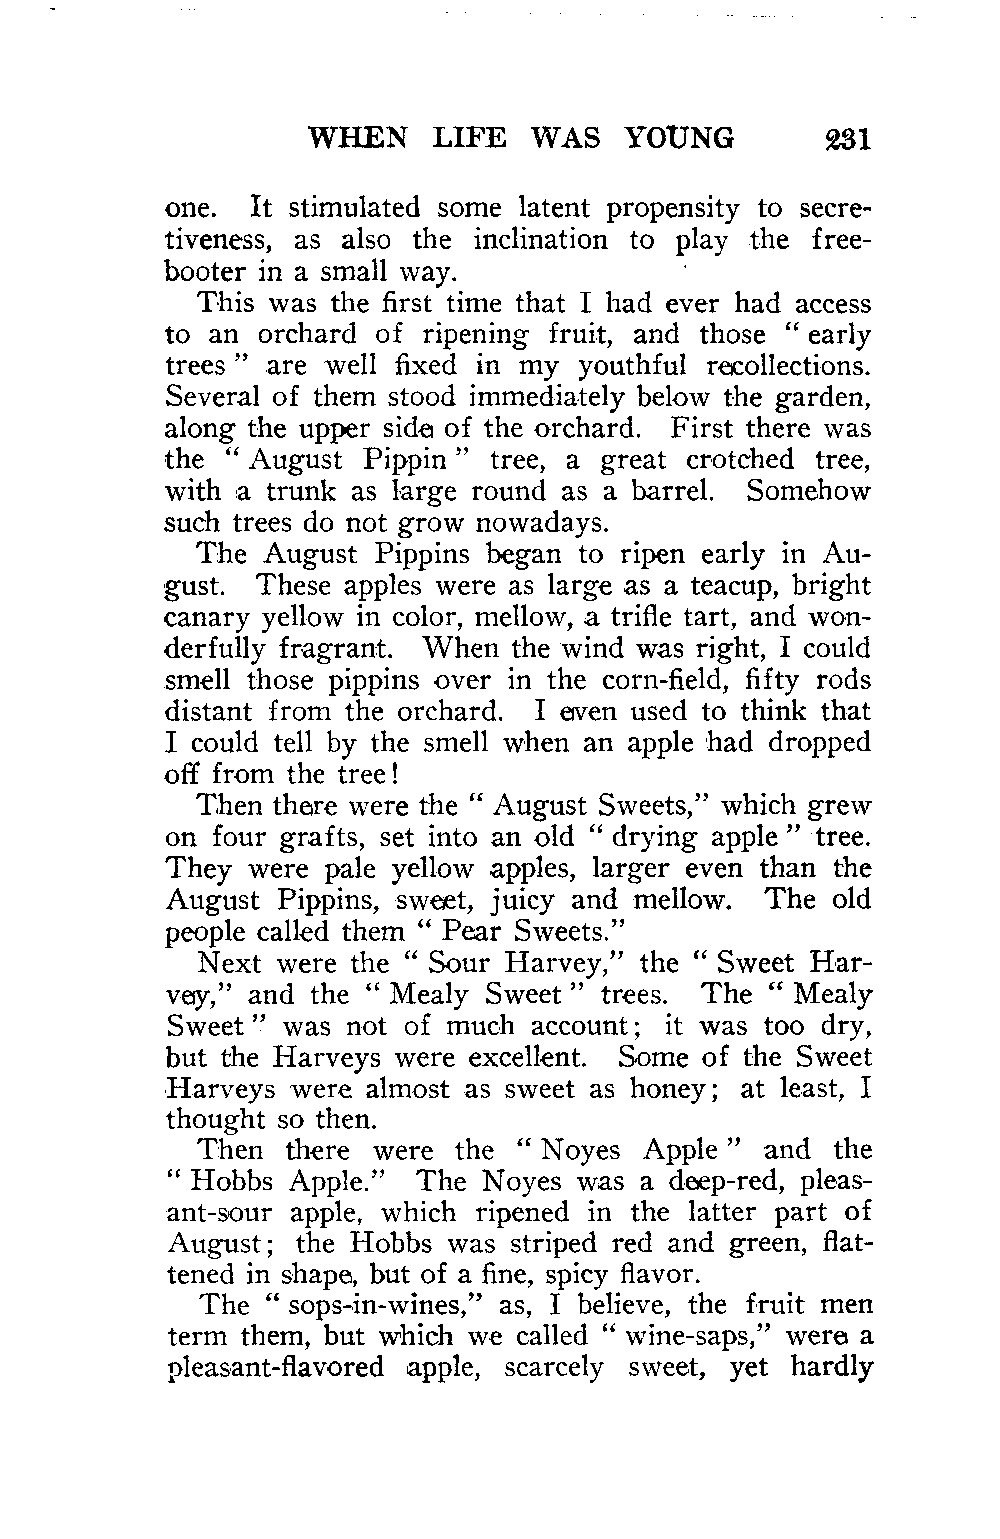 WHEN LIFE WAS YOUNG 231
one. It stimulated some latent propensity to secre-
tiveness, as also the inclination to play the free-
booter in a small way.
This was the first time that I had ever had access
to an orchard of ripening fruit, and those “ early
trees ” are well fixed in my youthful recollections.
Several of them stood immediately below the garden,
along the upper side of the orchard. First there was
the “ August Pippin ” tree, a great crotched tree,
with a trunk as large round as a barrel. Somehow
such trees do not grow nowadays.
The August Pippins began to ripen early in Au-
gust. These apples were as large as a teacup, bright
canary yellow in color, mellow, a trifle tart, and won-
derfully fragrant. When the wind was right, I could
smell those pippins over in the corn-field, fifty rods
distant from the orchard. I even used to think that
I could tell by the smell when an apple had dropped
off from the tree!
Then there were the “ August Sweets,” which grew
on four grafts, set into an old “ drying apple ” tree.
They were pale yellow apples, larger even than the
August Pippins, sweet, juicy and mellow. The old
people called them “ Pear Sweets.”
Next were the “ Sour Harvey,” the “ Sweet Har-
vey,” and the “ Mealy Sweet ” trees. The “ Mealy
Sweet ” was not of much account; it was too dry,
but the Harveys were excellent. Some of the Sweet
Harveys were almost as sweet as honey; at least, I
thought so then.
Then there were the “ Noyes Apple ” and the
“ Hobbs Apple.” The Noyes was a deep-red, pleas-
ant-sour apple, which ripened in the latter part of
August; the Hobbs was striped red and green, flat-
tened in shape, but of a fine, spicy flavor.
The “ sops-in-wines,” as, I believe, the fruit men
term them, but which we called “ wine-saps,” were a
pleasant-flavored apple, scarcely sweet, yet hardly